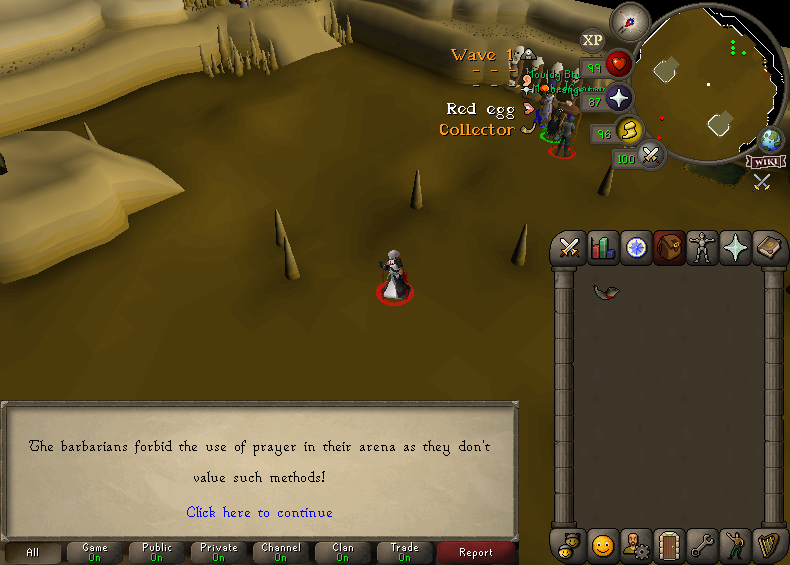 Wave 1
- - -
- - -
Red egg
Collector
XP
99
87
96
100
WIKI
The barbarians forbid the use of prayer in their arena as they don't
value such methods!
Click here to continue
All
Game
On
Public
On
Private
On
Channel
On
Clan
On
Trade
On
Report